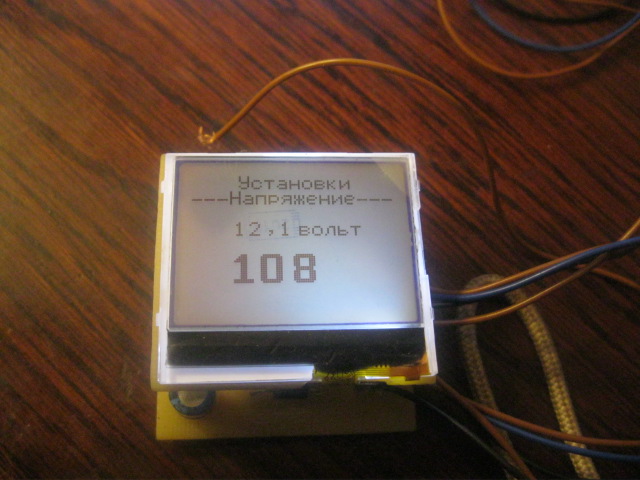 Установки
---Напряжение---
12,1 вольт
108